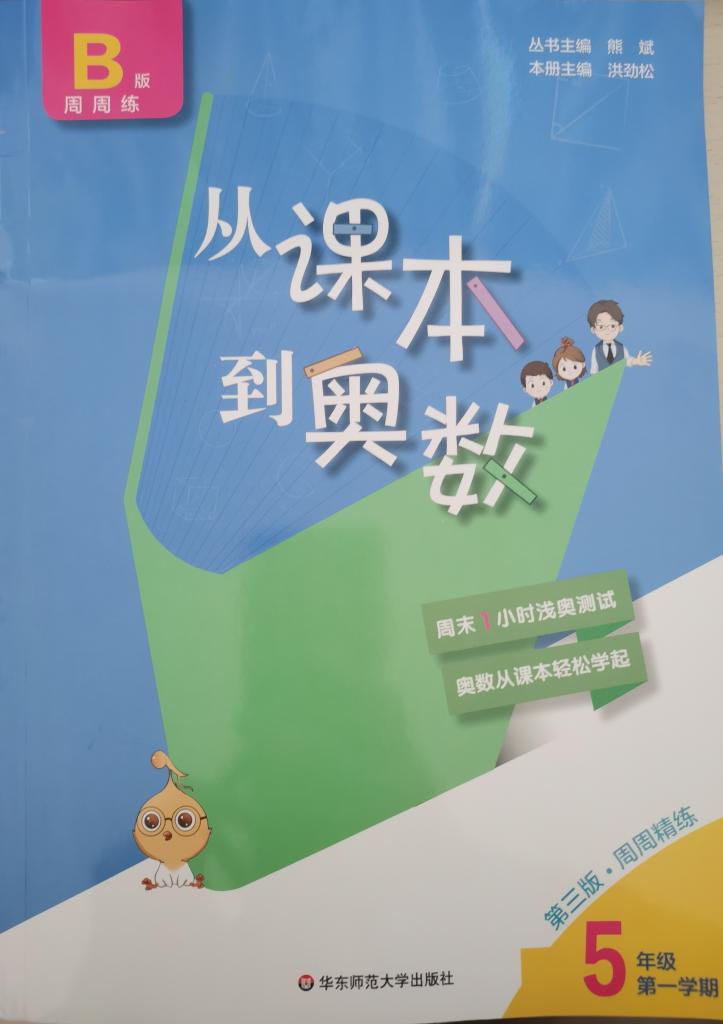 B版
周周练
丛书主编 熊 斌
本册主编 洪劲松
从课本
到奥数
周末1小时浅奥测试
奥数从课本轻松学起
第三版·周周精练
5年级
第一学期
华东师范大学出版社